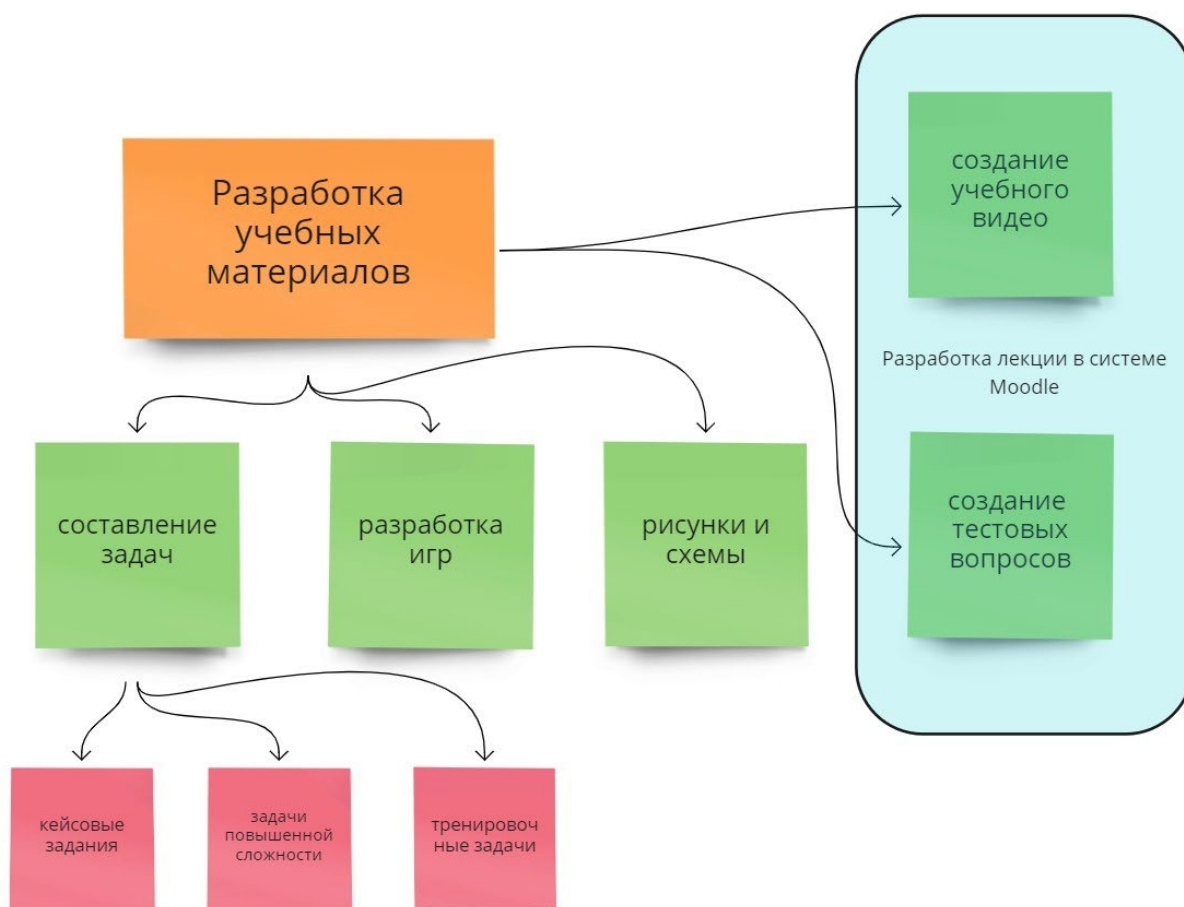 Разработка
учебных
материалов
создание
учебного
видео
Разработка лекции в системе
Moodle
создание
тестовых
вопросов
составление
задач
разработка
игр
рисунки и
схемы
кейсовые
задания
задачи
повышенной
сложности
тренировоч
ные задачи